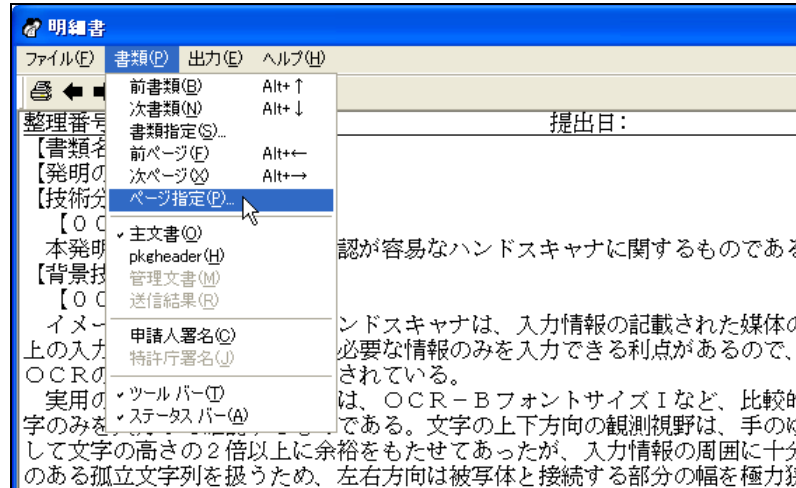 明細書
ファイル(F) 書類(P) 出力(E) ヘルプ(H)
前書類(B) Alt+↑
次書類(N) Alt+↓
書類指定(S)...
前ページ(F) Alt+←
次ページ(X) Alt+→
ページ指定(P)...
✓主文書(O)
pkgheader(H)
管理文書(M)
送信結果(R)
申請人署名(C)
特許庁署名(J)
✓ツール バー(T)
✓ステータス バー(A)
整理番号 提出日:
【書類名
【発明の
【技術分
【００
本発明 認が容易なハンドスキャナに関するものである
【背景技
【００
イメー ンドスキャナは、入力情報の記載された媒体の
上の入力 必要な情報のみを入力できる利点があるので、
ＯＣＲの されている。
実用の は、ＯＣＲ－ＢフォントサイズＩなど、比較的
字のみを である。文字の上下方向の観測視野は、手の
して文字の高さの２倍以上に余裕をもたせてあったが、入力情報の周囲に十分
のある孤立文字列を扱うため、左右方向は被写体と接続する部分の幅を極力狭